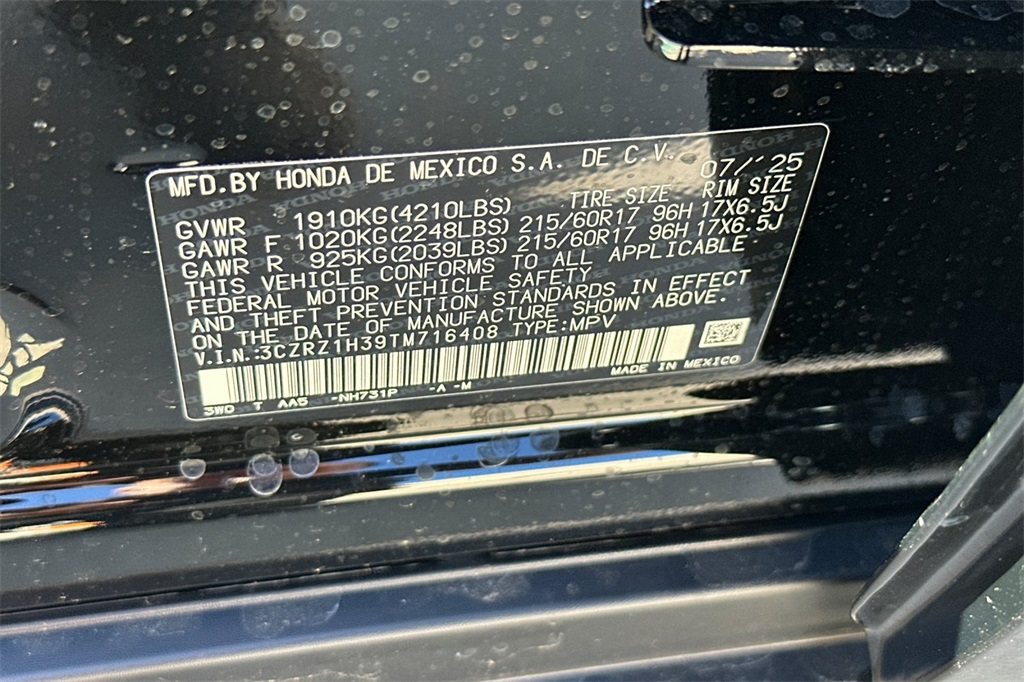 MFD.BY HONDA DE MEXICO S.A. DE C.V. 07/'25
TIRE SIZE RIM SIZE
GVWR 1910KG(4210LBS)
GAWR F 1020KG(2248LBS) 215/60R17 96H 17X6.5J
GAWR R 925KG(2039LBS) 215/60R17 96H 17X6.5J
THIS VEHICLE CONFORMS TO ALL APPLICABLE
FEDERAL MOTOR VEHICLE SAFETY
AND THEFT PREVENTION STANDARDS IN EFFECT
ON THE DATE OF MANUFACTURE SHOWN ABOVE.
V.I.N.:3CZRZ1H39TM716408 TYPE:MPV
MADE IN MEXICO
3WO T AA5 -NH731P -A -M